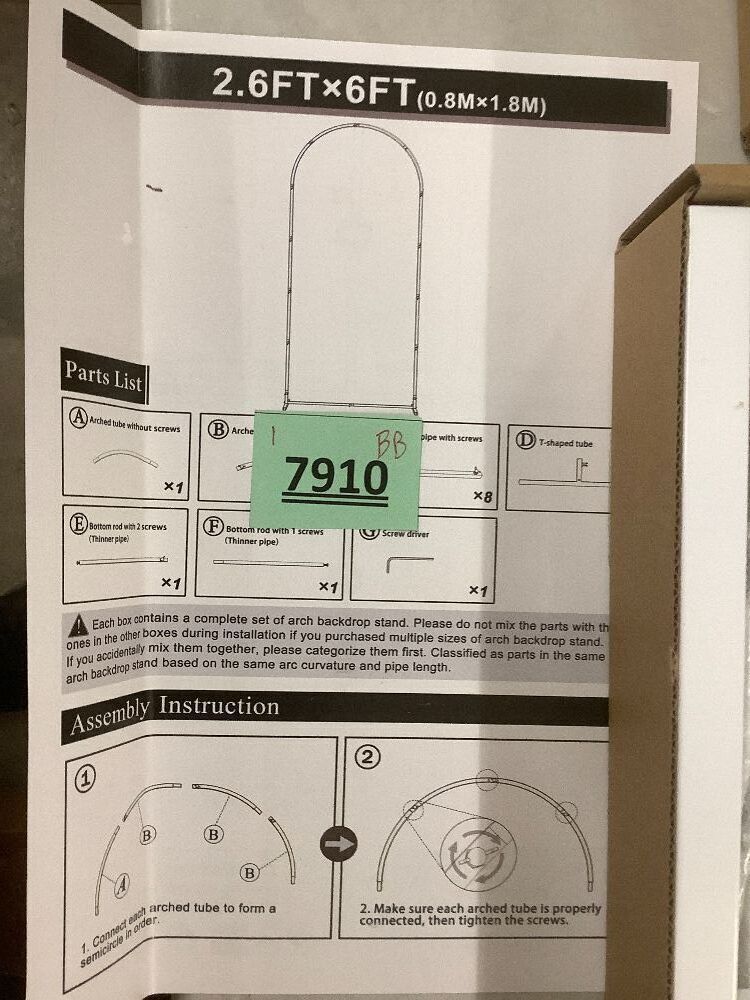 2.6FT×6FT(0.8M×1.8M)
Parts List
A Arched tube without screws
×1
B Arche
pipe with screws
×8
D T-shaped tube
1 BB
7910
E Bottom rod with 2 screws
(Thinner pipe)
×1
F Bottom rod with 1 screws
(Thinner pipe)
×1
G Screw driver
×1
Each box contains a complete set of arch backdrop stand. Please do not mix the parts with th
ones in the other boxes during installation if you purchased multiple sizes of arch backdrop stand.
If you accidentally mix them together, please categorize them first. Classified as parts in the same
arch backdrop stand based on the same arc curvature and pipe length.
Assembly Instruction
1
B
B
B
A
1. Connect each arched tube to form a
semicircle in order.
2
2. Make sure each arched tube is properly
connected, then tighten the screws.